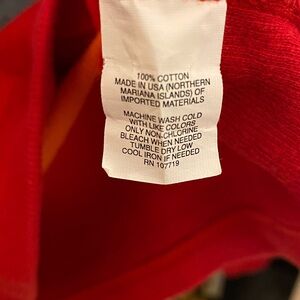 100% COTTON
MADE IN USA (NORTHERN
MARIANA ISLANDS) OF
IMPORTED MATERIALS
MACHINE WASH COLD
WITH LIKE COLORS
ONLY NON-CHLORINE
BLEACH WHEN NEEDED
TUMBLE DRY LOW
COOL IRON IF NEEDED
RN 107719